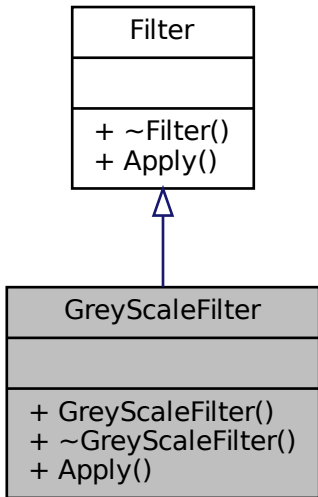 Filter
+ ~Filter()
+ Apply()
GreyScaleFilter
+ GreyScaleFilter()
+ ~GreyScaleFilter()
+ Apply()